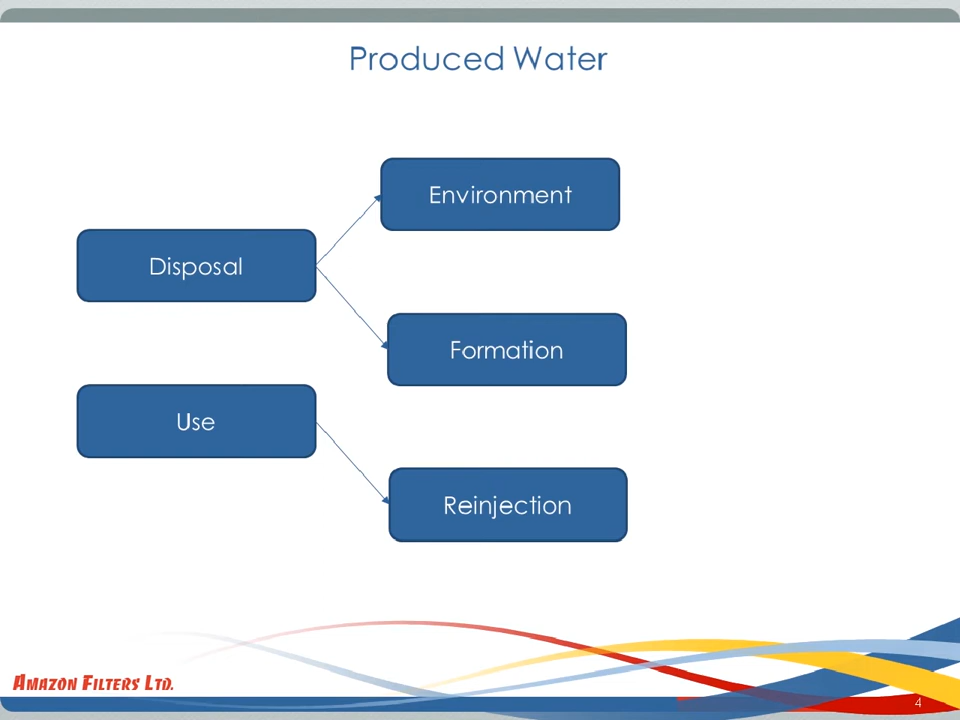 Produced Water
Environment
Disposal
Formation
Use
Reinjection
AMAZON FILTERS LTD.
4